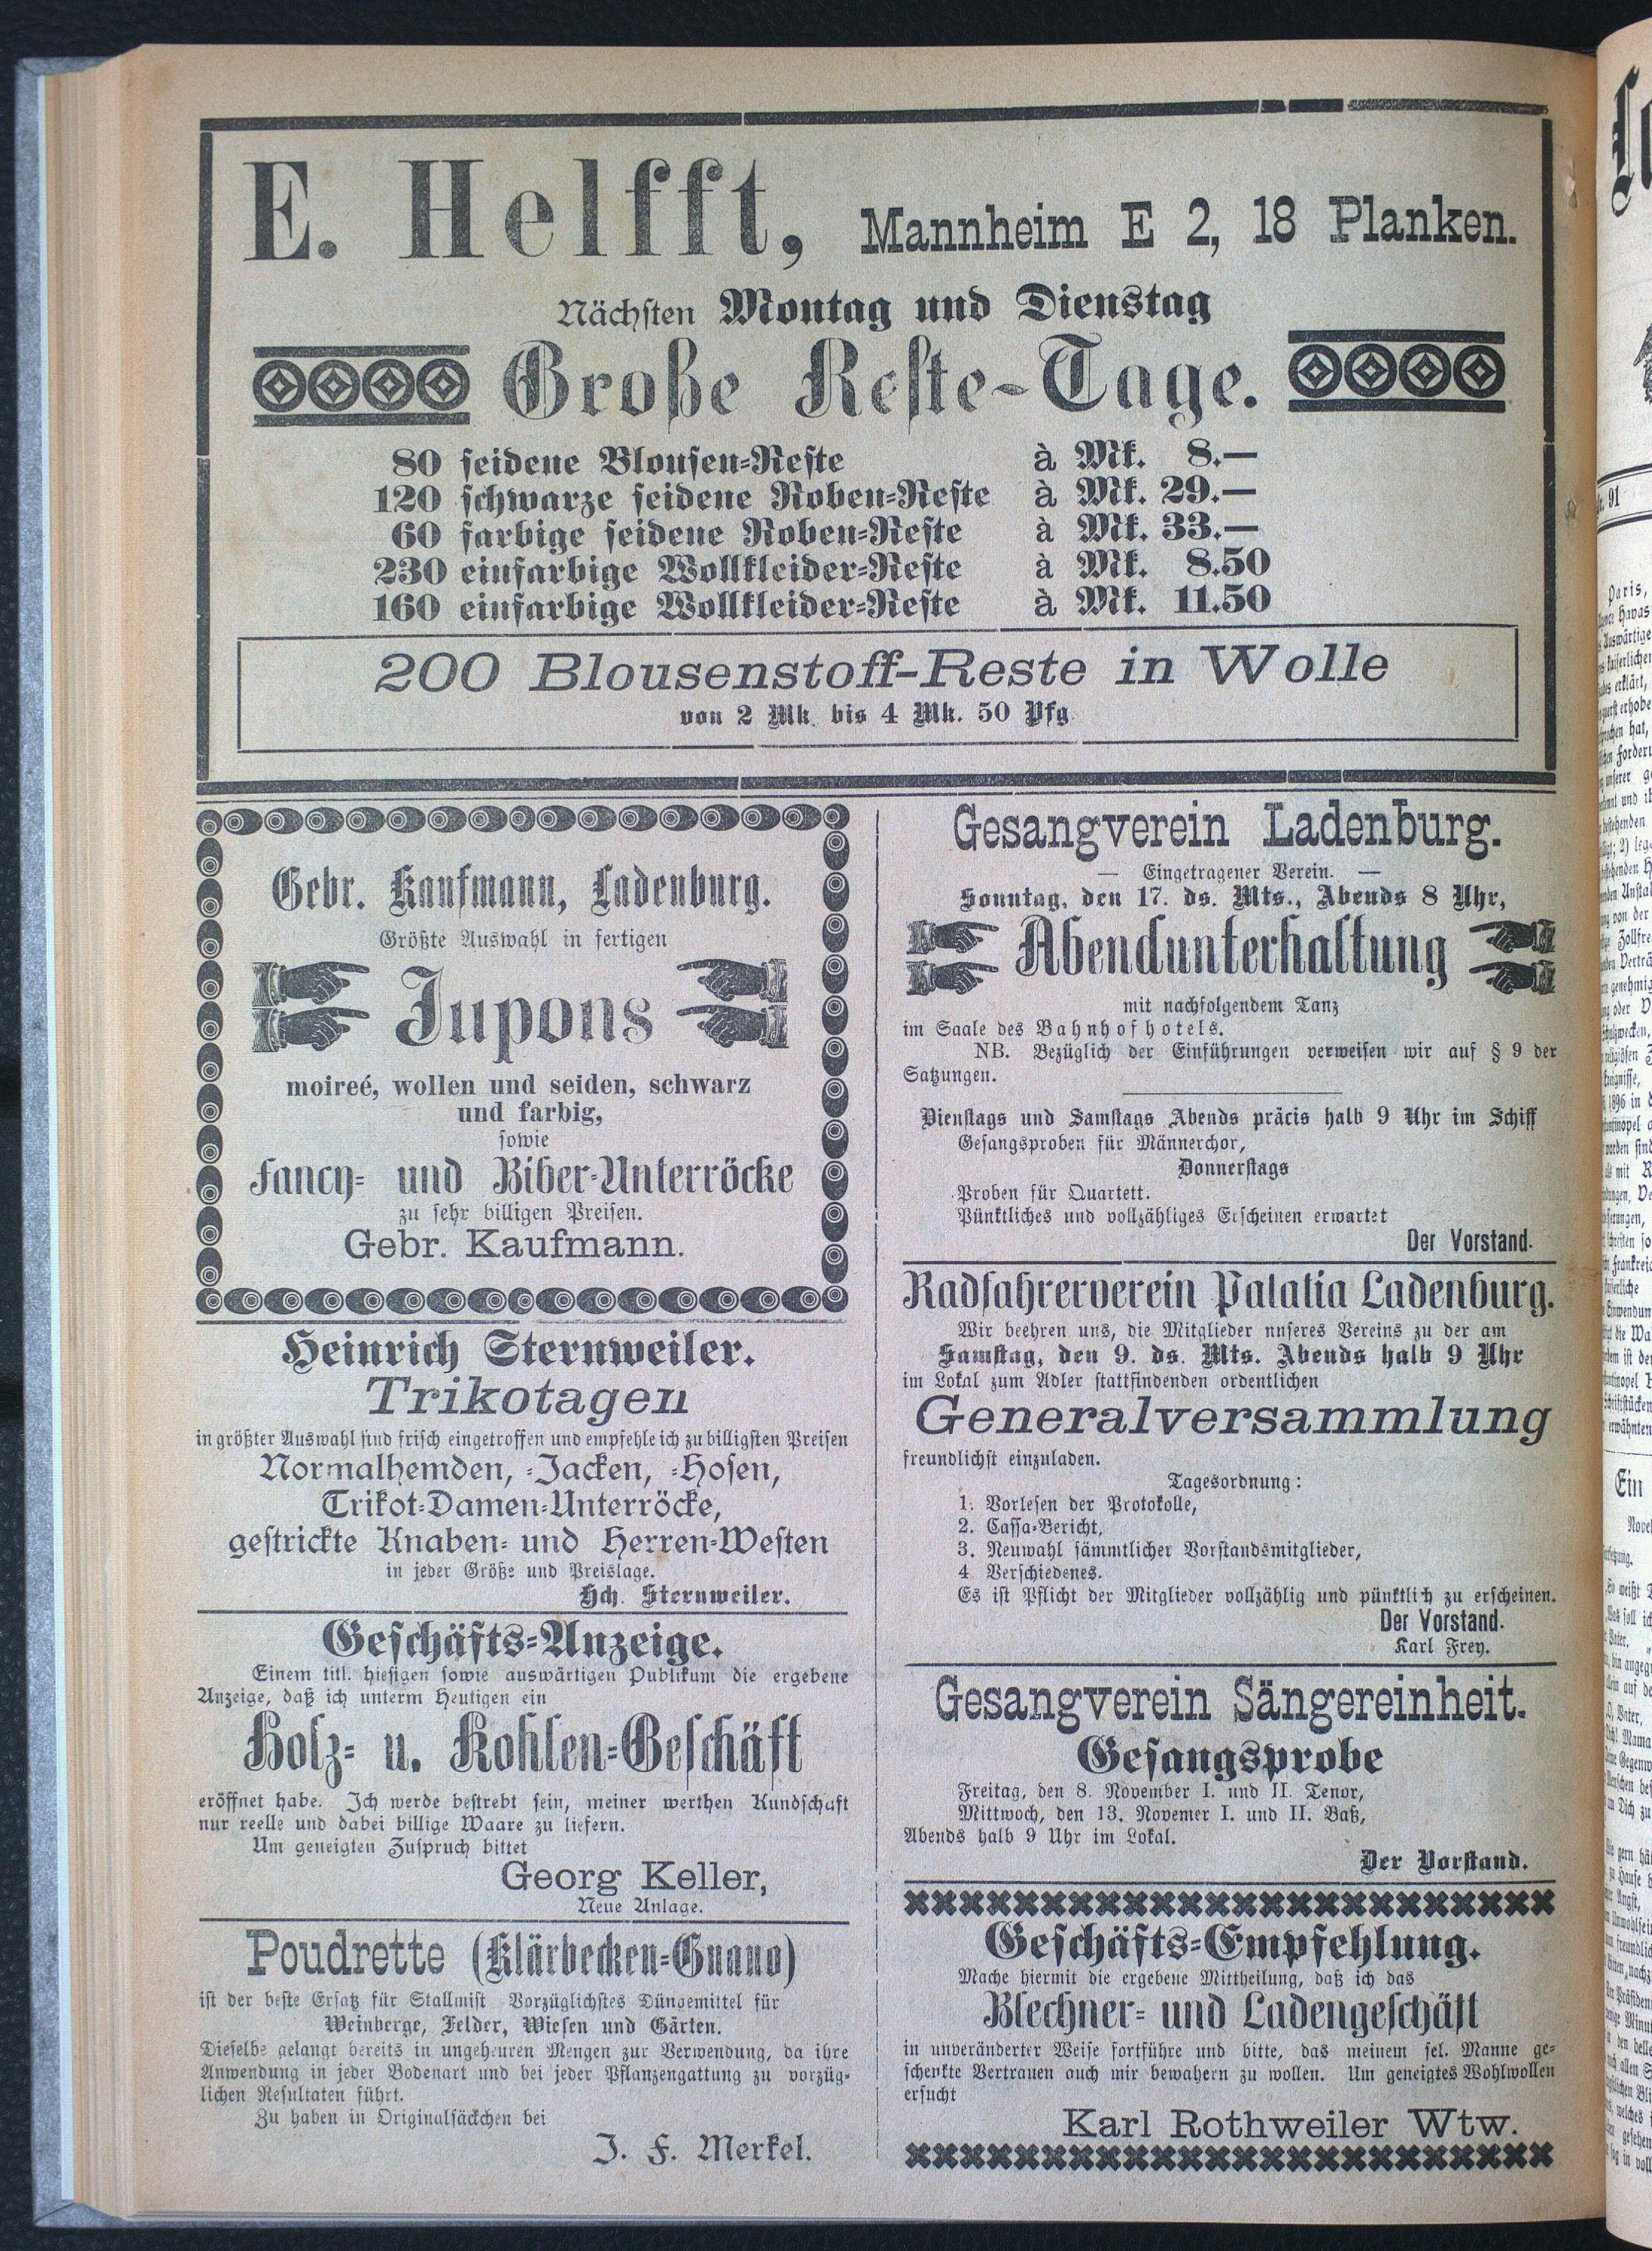 E. Helfft, Mannheim E 2, 18 Planken.
Nächsten Montag und Dienstag
Große Reste-Tage.
80 seidene Blousen-Reste à Mk. 8.—
120 schwarze seidene Roben-Reste à Mk. 29.—
60 farbige seidene Roben-Reste à Mk. 33.—
230 einfarbige Wollkleider-Reste à Mk. 8.50
160 einfarbige Wollkleider-Reste à Mk. 11.50
200 Blousenstoff-Reste in Wolle
von 2 Mk. bis 4 Mk. 50 Pfg.
Gebr. Kaufmann, Ladenburg.
Größte Auswahl in fertigen
Jupons
moireé, wollen und seiden, schwarz
und farbig,
sowie
Fancy- und Biber-Unterröcke
zu sehr billigen Preisen.
Gebr. Kaufmann.
Heinrich Sternweiler.
Trikotagen
in größter Auswahl sind frisch eingetroffen und empfehle ich zu billigsten Preisen
Normalhemden, -Jacken, -Hosen,
Trikot-Damen-Unterröcke,
gestrickte Knaben- und Herren-Westen
in jeder Größe und Preislage.
Hch. Sternweiler.
Geschäfts-Anzeige.
Einem titl. hiesigen sowie auswärtigen Publikum die ergebene
Anzeige, daß ich unterm Heutigen ein
Holz- u. Kohlen-Geschäft
eröffnet habe. Ich werde bestrebt sein, meiner werthen Kundschaft
nur reelle und dabei billige Waare zu liefern.
Um geneigten Zuspruch bittet
Georg Keller,
Neue Anlage.
Poudrette (Klärbecken-Guano)
ist der beste Ersatz für Stallmist Vorzüglichstes Düngemittel für
Weinberge, Felder, Wiesen und Gärten.
Dieselbe gelangt bereits in ungeheuren Mengen zur Verwendung, da ihre
Anwendung in jeder Bodenart und bei jeder Pflanzengattung zu vorzüg-
lichen Resultaten führt.
Zu haben in Originalsäckchen bei
J. F. Merkel.
Gesangverein Ladenburg.
— Eingetragener Verein. —
Sonntag, den 17. ds. Mts., Abends 8 Uhr,
Abendunterhaltung
mit nachfolgendem Tanz
im Saale des Bahnhofhotels.
NB. Bezüglich der Einführungen verweisen wir auf § 9 der
Satzungen.
Dienstags und Samstags Abends präcis halb 9 Uhr im Schiff
Gesangsproben für Männerchor,
Donnerstags
Proben für Quartett.
Pünktliches und vollzähliges Erscheinen erwartet
Der Vorstand.
Radfahrerverein Palatia Ladenburg.
Wir beehren uns, die Mitglieder nnseres Vereins zu der am
Samstag, den 9. ds. Mts. Abends halb 9 Uhr
im Lokal zum Adler stattfindenden ordentlichen
Generalversammlung
freundlichst einzuladen.
Tagesordnung:
1. Vorlesen der Protokolle,
2. Cassa-Bericht,
3. Neuwahl sämmtlicher Vorstandsmitglieder,
4 Verschiedenes.
Es ist Pflicht der Mitglieder vollzählig und pünktlich zu erscheinen.
Der Vorstand.
Karl Frey.
Gesangverein Sängereinheit.
Gesangsprobe
Freitag, den 8. November I. und II. Tenor,
Mittwoch, den 13. Novemer I. und II. Baß,
Abends halb 9 Uhr im Lokal.
Der Vorstand.
Geschäfts-Empfehlung.
Mache hiermit die ergebene Mittheilung, daß ich das
Blechner- und Ladengeschäft
in unveränderter Weise fortführe und bitte, das meinem sel. Manne ge-
schenkte Vertrauen auch mir bewahern zu wollen. Um geneigtes Wohlwollen
ersucht
Karl Rothweiler Wtw.
91
Paris,
Ein